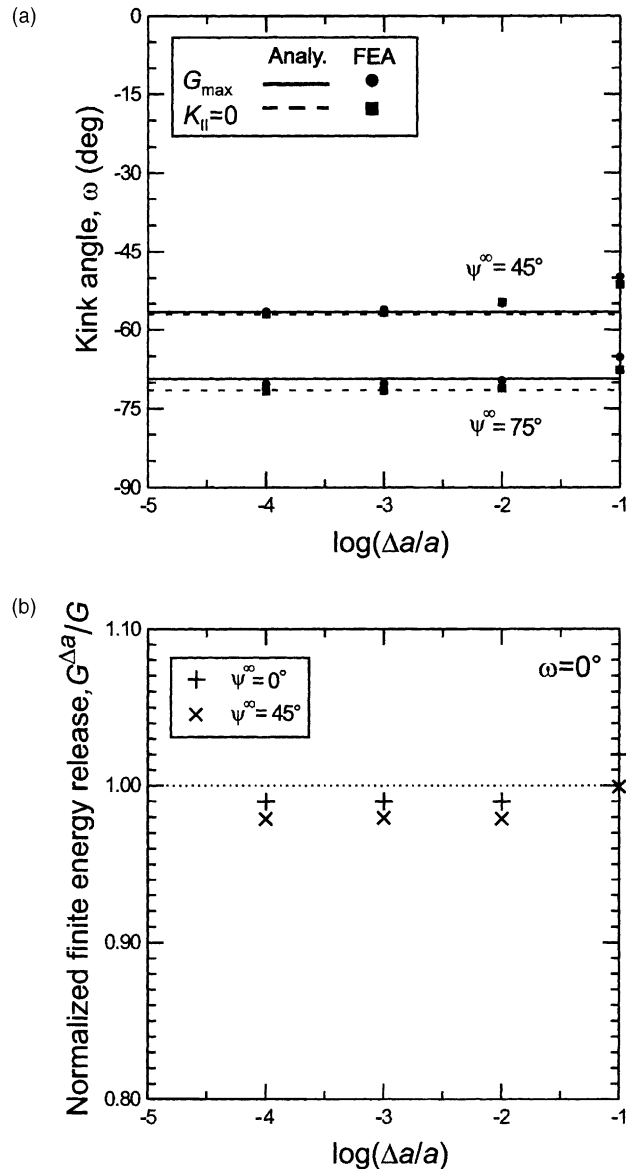 (a)
0
-15
-30
-45
-60
-75
-90
Kink angle, ω (deg)
Analy. FEA
Gmax
KII=0
ψ∞= 45°
ψ∞= 75°
-5 -4 -3 -2 -1
log(Δa/a)
(b)
1.10
1.00
0.90
0.80
Normalized finite energy release, G^Δa/G
ψ∞=0°
ψ∞=45°
ω=0°
-5 -4 -3 -2 -1
log(Δa/a)